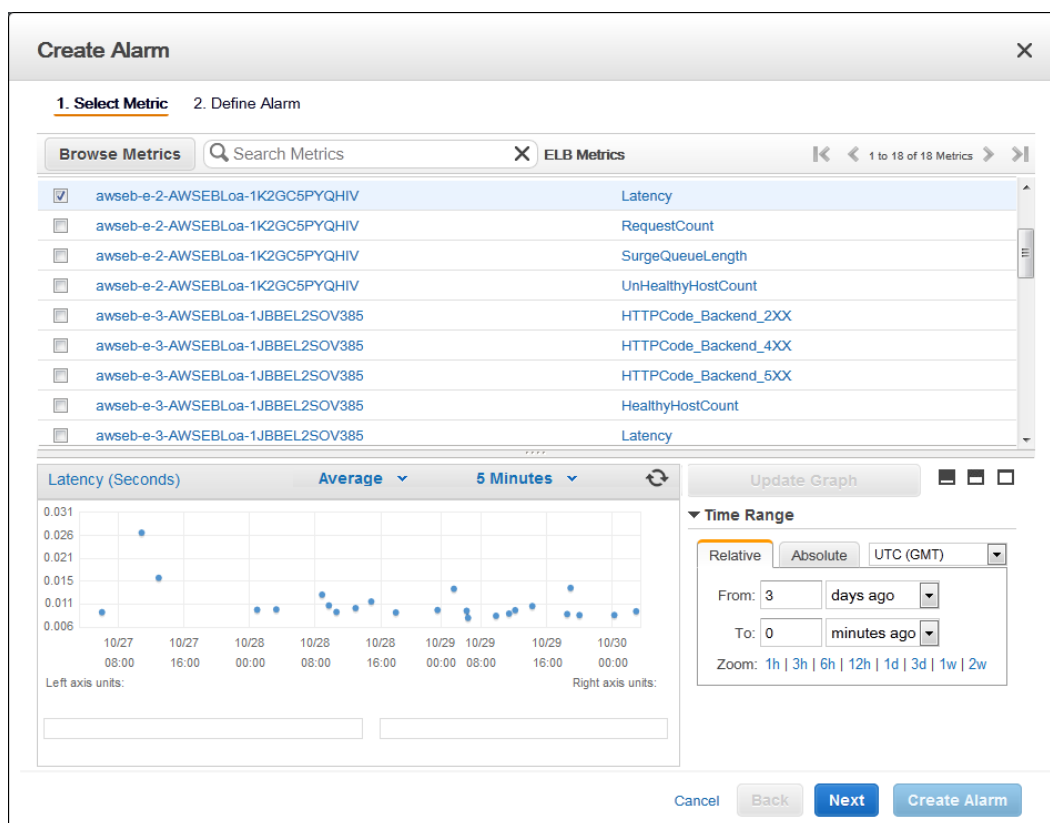 Create Alarm
1. Select Metric 2. Define Alarm
Browse Metrics Search Metrics ELB Metrics 1 to 18 of 18 Metrics
awseb-e-2-AWSEBLoa-1K2GC5PYQHIV Latency
awseb-e-2-AWSEBLoa-1K2GC5PYQHIV RequestCount
awseb-e-2-AWSEBLoa-1K2GC5PYQHIV SurgeQueueLength
awseb-e-2-AWSEBLoa-1K2GC5PYQHIV UnHealthyHostCount
awseb-e-3-AWSEBLoa-1JBBEL2SOV385 HTTPCode_Backend_2XX
awseb-e-3-AWSEBLoa-1JBBEL2SOV385 HTTPCode_Backend_4XX
awseb-e-3-AWSEBLoa-1JBBEL2SOV385 HTTPCode_Backend_5XX
awseb-e-3-AWSEBLoa-1JBBEL2SOV385 HealthyHostCount
awseb-e-3-AWSEBLoa-1JBBEL2SOV385 Latency
Latency (Seconds) Average 5 Minutes
0.031
0.026
0.021
0.015
0.011
0.006
10/27 10/27 10/28 10/28 10/28 10/29 10/29 10/29 10/30
08:00 16:00 00:00 08:00 16:00 00:00 08:00 16:00 00:00
Left axis units: Right axis units:
Update Graph
Time Range
Relative Absolute UTC (GMT)
From: 3 days ago
To: 0 minutes ago
Zoom: 1h | 3h | 6h | 12h | 1d | 3d | 1w | 2w
Cancel Back Next Create Alarm